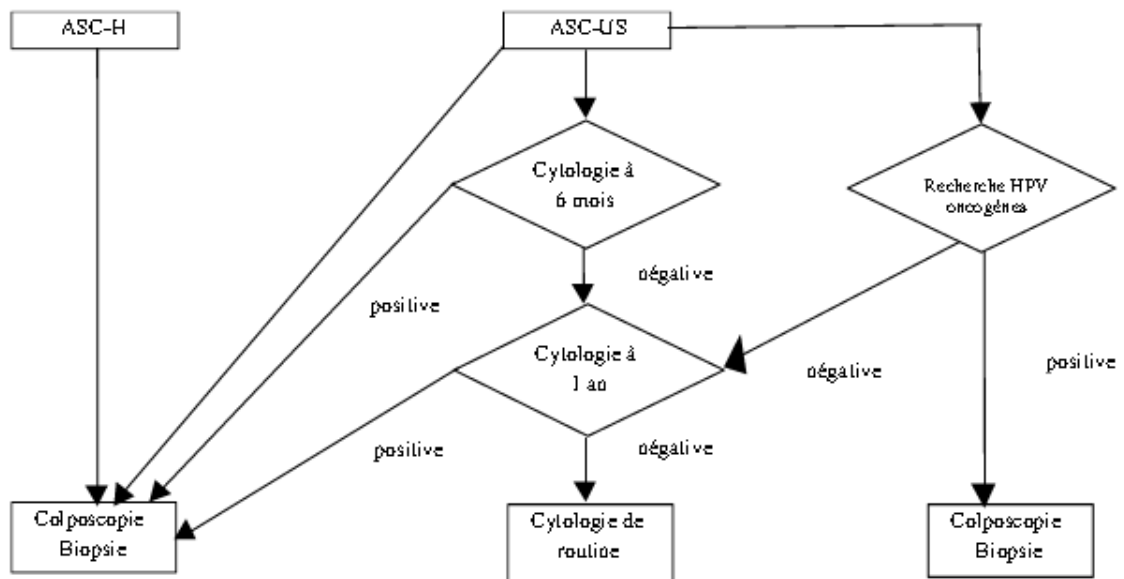 ASC-H
ASC-US
Cytologie à
6 mois
Recherche HPV
oncogènes
négative
positive
Cytologie à
1 an
négative
positive
positive
négative
Colposcopie
Biopsie
Cytologie de
routine
Colposcopie
Biopsie